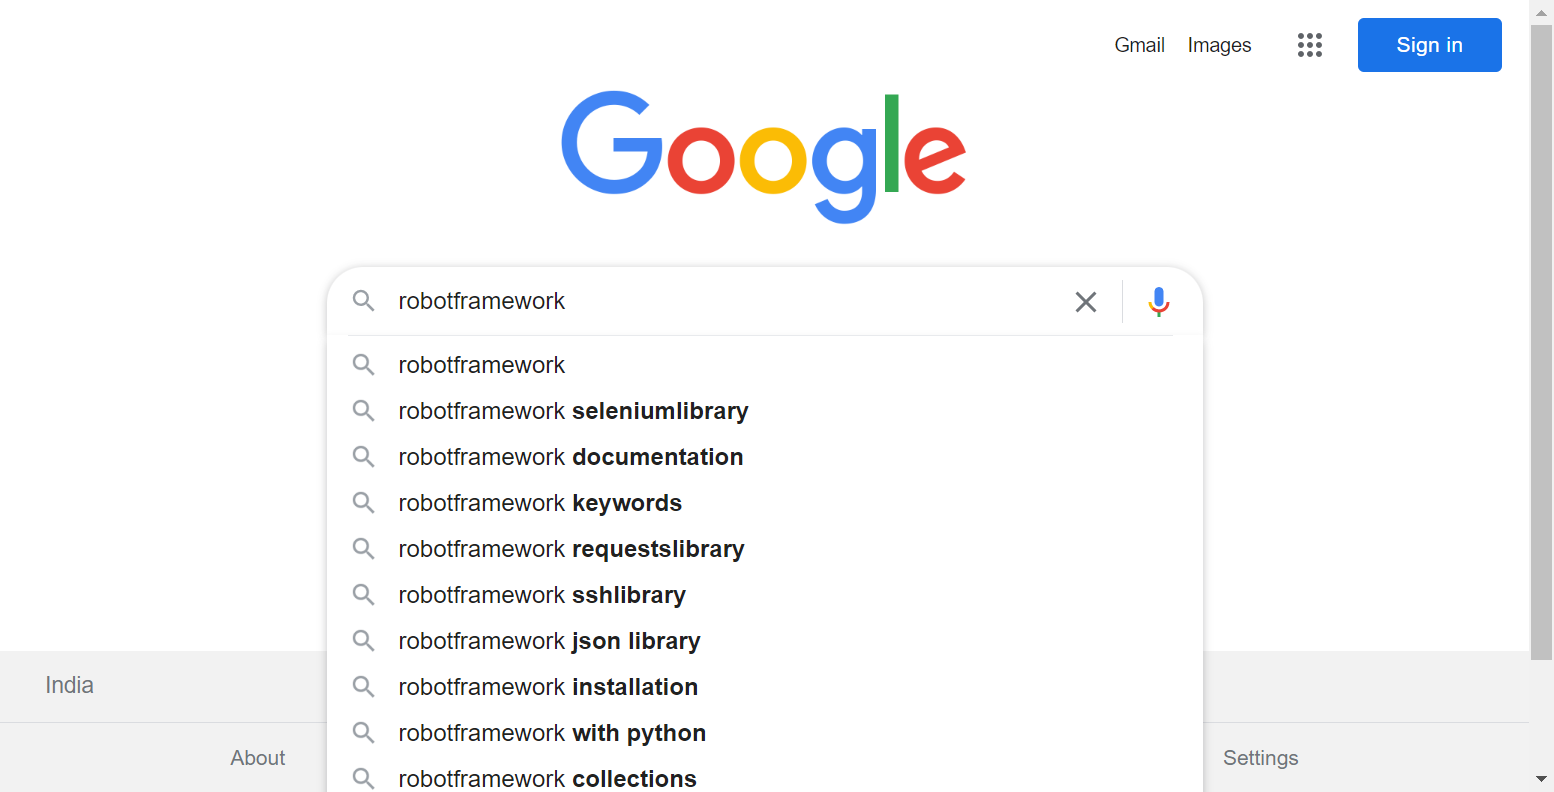 Gmail Images Sign in
Google
robotframework
robotframework
robotframework seleniumlibrary
robotframework documentation
robotframework keywords
robotframework requestslibrary
robotframework sshlibrary
robotframework json library
robotframework installation
robotframework with python
robotframework collections
India
About
Settings